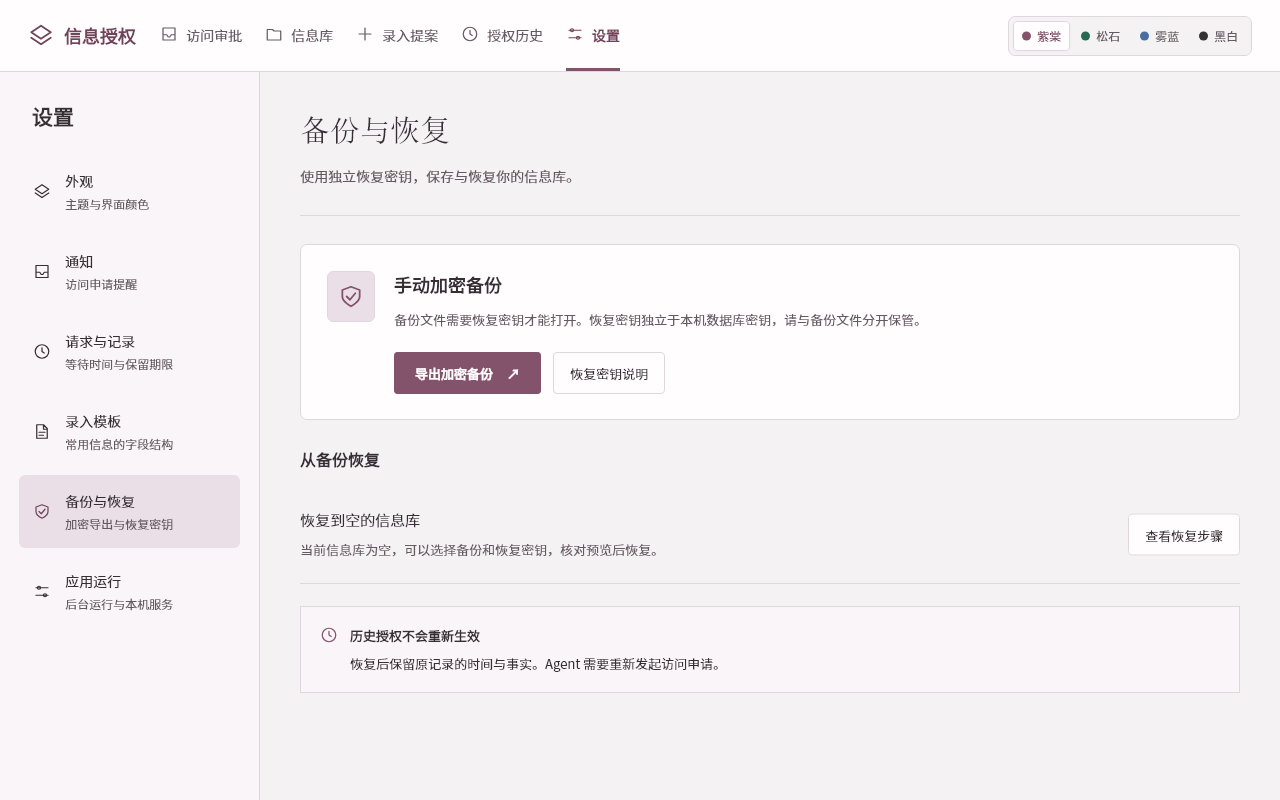 信息授权
访问审批
信息库
录入提案
授权历史
设置
紫棠
松石
雾蓝
黑白
设置
外观
主题与界面颜色
通知
访问申请提醒
请求与记录
等待时间与保留期限
录入模板
常用信息的字段结构
备份与恢复
加密导出与恢复密钥
应用运行
后台运行与本机服务
备份与恢复
使用独立恢复密钥，保存与恢复你的信息库。
手动加密备份
备份文件需要恢复密钥才能打开。恢复密钥独立于本机数据库密钥，请与备份文件分开保管。
导出加密备份
恢复密钥说明
从备份恢复
恢复到空的信息库
当前信息库为空，可以选择备份和恢复密钥，核对预览后恢复。
查看恢复步骤
历史授权不会重新生效
恢复后保留原记录的时间与事实。Agent 需要重新发起访问申请。